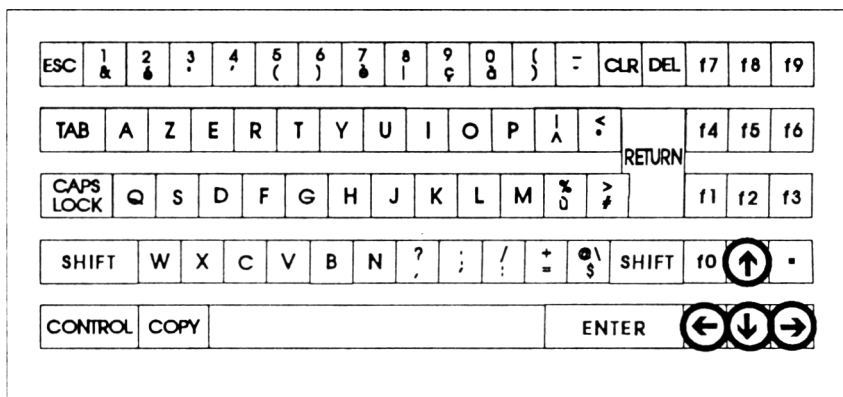 ESC 1 & 2 é 3 " 4 ' 5 ( 6 ) 7 è 8 | 9 ç 0 à [ ) _ - CLR DEL f7 f8 f9
TAB A Z E R T Y U I O P | ^ < * RETURN f4 f5 f6
CAPS LOCK Q S D F G H J K L M % ù > # f1 f2 f3
SHIFT W X C V B N ? , . ; / : + = @ \ $ SHIFT f0 ↑ .
CONTROL COPY ENTER ← ↓ →